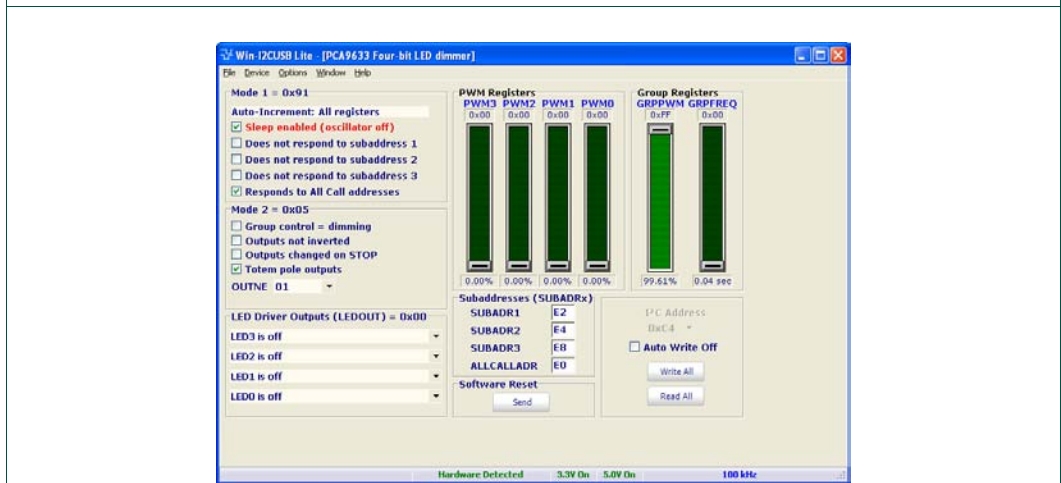 Win-I2CUSB Lite - [PCA9633 Four-bit LED dimmer]
File Device Options Window Help
Mode 1 = 0x91
Auto-Increment: All registers
Sleep enabled (oscillator off)
Does not respond to subaddress 1
Does not respond to subaddress 2
Does not respond to subaddress 3
Responds to All Call addresses
Mode 2 = 0x05
Group control = dimming
Outputs not inverted
Outputs changed on STOP
Totem pole outputs
OUTNE 01
LED Driver Outputs (LEDOUT) = 0x00
LED3 is off
LED2 is off
LED1 is off
LED0 is off
PWM Registers
PWM3 PWM2 PWM1 PWM0
0x00 0x00 0x00 0x00
0.00% 0.00% 0.00% 0.00%
Group Registers
GRPPWM GRPFREQ
0xFF 0x00
99.61% 0.04 sec
Subaddresses (SUBADRx)
SUBADR1 E2
SUBADR2 E4
SUBADR3 E8
ALLCALLADR E0
Software Reset
Send
I²C Address
0xC4
Auto Write Off
Write All
Read All
Hardware Detected 3.3V On 5.0V On 100 kHz